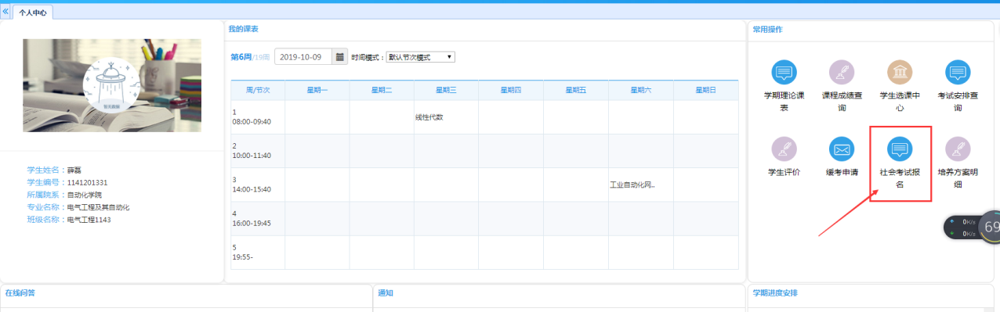 个人中心
我的课表
第6周/19周 2019-10-09 时间模式：默认节次模式
周/节次 星期一 星期二 星期三 星期四 星期五 星期六 星期日
1
08:00-09:40
线性代数
2
10:00-11:40
3
14:00-15:40
工业自动化网..
4
16:00-19:45
5
19:55-
暂无数据
学生姓名：薛磊
学生编号：1141201331
所属院系：自动化学院
专业名称：电气工程及其自动化
班级名称：电气工程1143
常用操作
学期理论课
表
课程成绩查
询
学生选课中
心
考试安排查
询
学生评价
缓考申请
社会考试报
名
培养方案明
细
0K/s
0K/s
69
在线问答
通知
学期进度安排